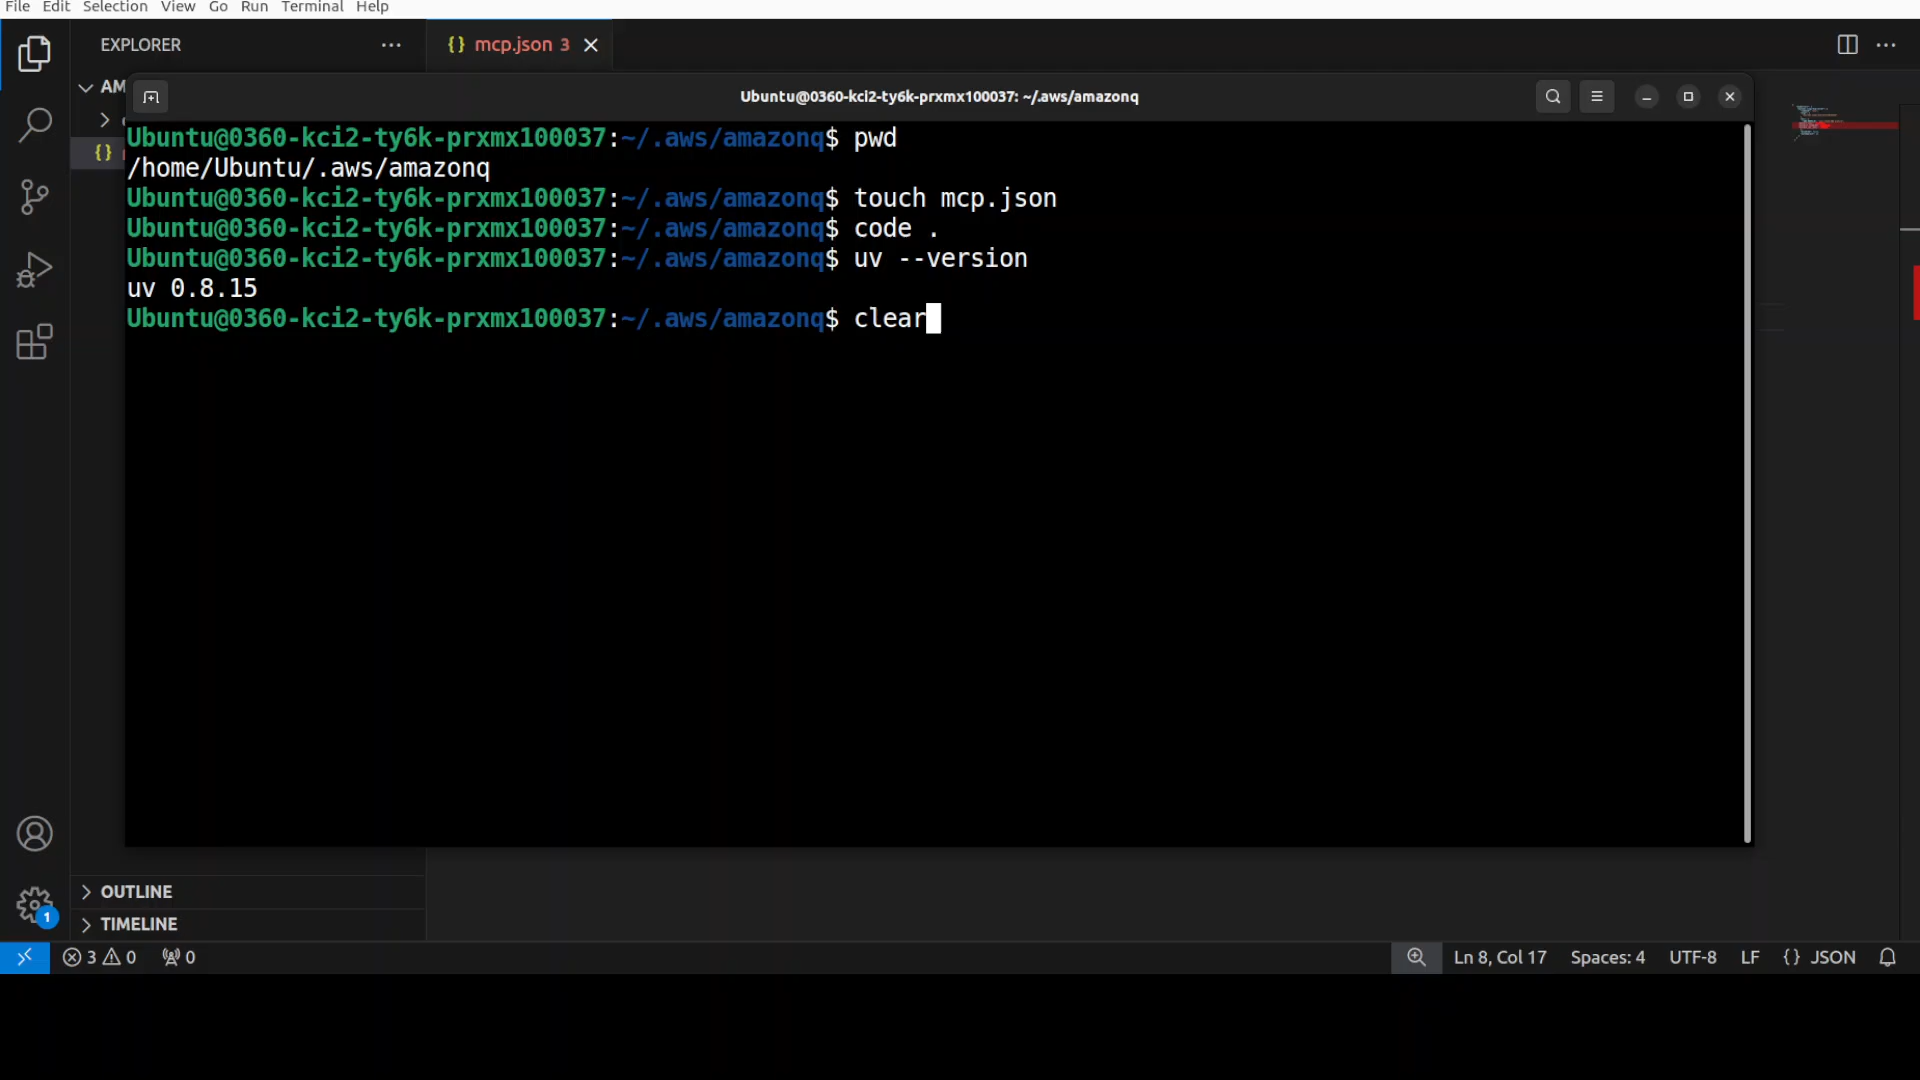 File Edit Selection View Go Run Terminal Help
EXPLORER
{} mcp.json 3
AM
Ubuntu@0360-kci2-ty6k-prxmx100037: ~/.aws/amazonq
Ubuntu@0360-kci2-ty6k-prxmx100037:~/.aws/amazonq$ pwd
/home/Ubuntu/.aws/amazonq
Ubuntu@0360-kci2-ty6k-prxmx100037:~/.aws/amazonq$ touch mcp.json
Ubuntu@0360-kci2-ty6k-prxmx100037:~/.aws/amazonq$ code .
Ubuntu@0360-kci2-ty6k-prxmx100037:~/.aws/amazonq$ uv --version
uv 0.8.15
Ubuntu@0360-kci2-ty6k-prxmx100037:~/.aws/amazonq$ clear
OUTLINE
1
TIMELINE
3 0 0 Ln 8, Col 17 Spaces: 4 UTF-8 LF {} JSON